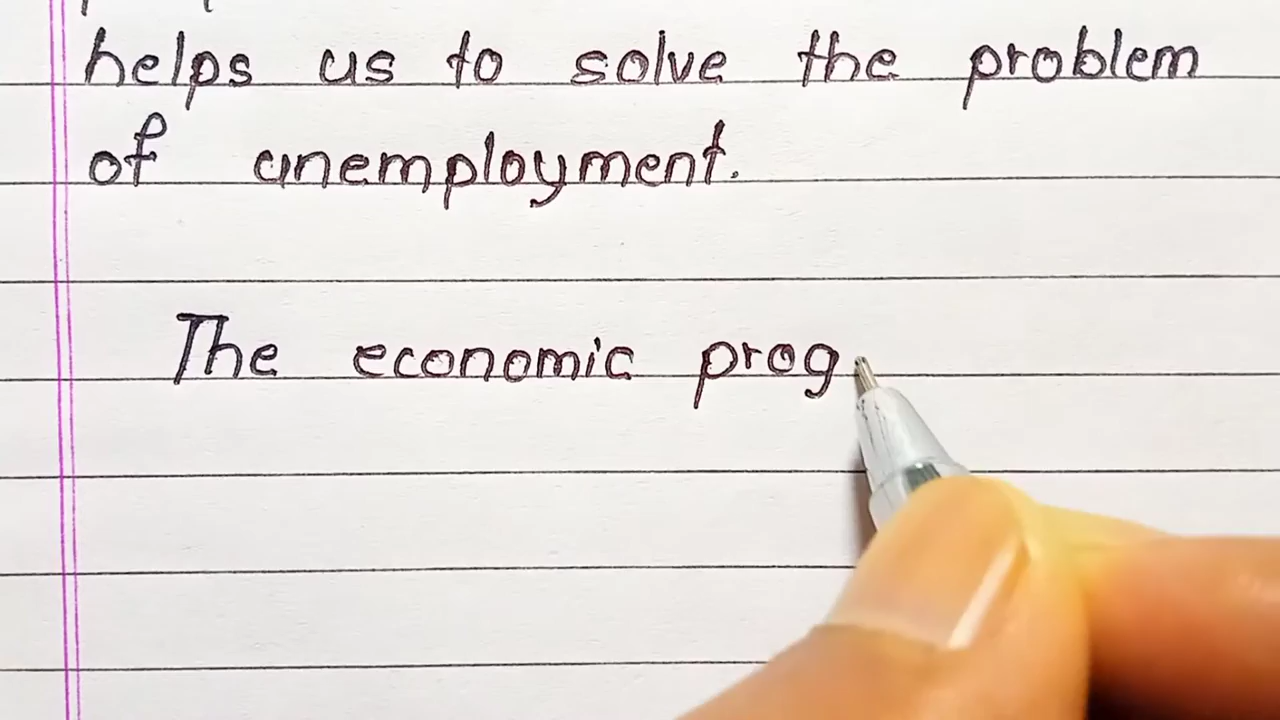 helps us to solve the problem
of unemployment.
The economic prog